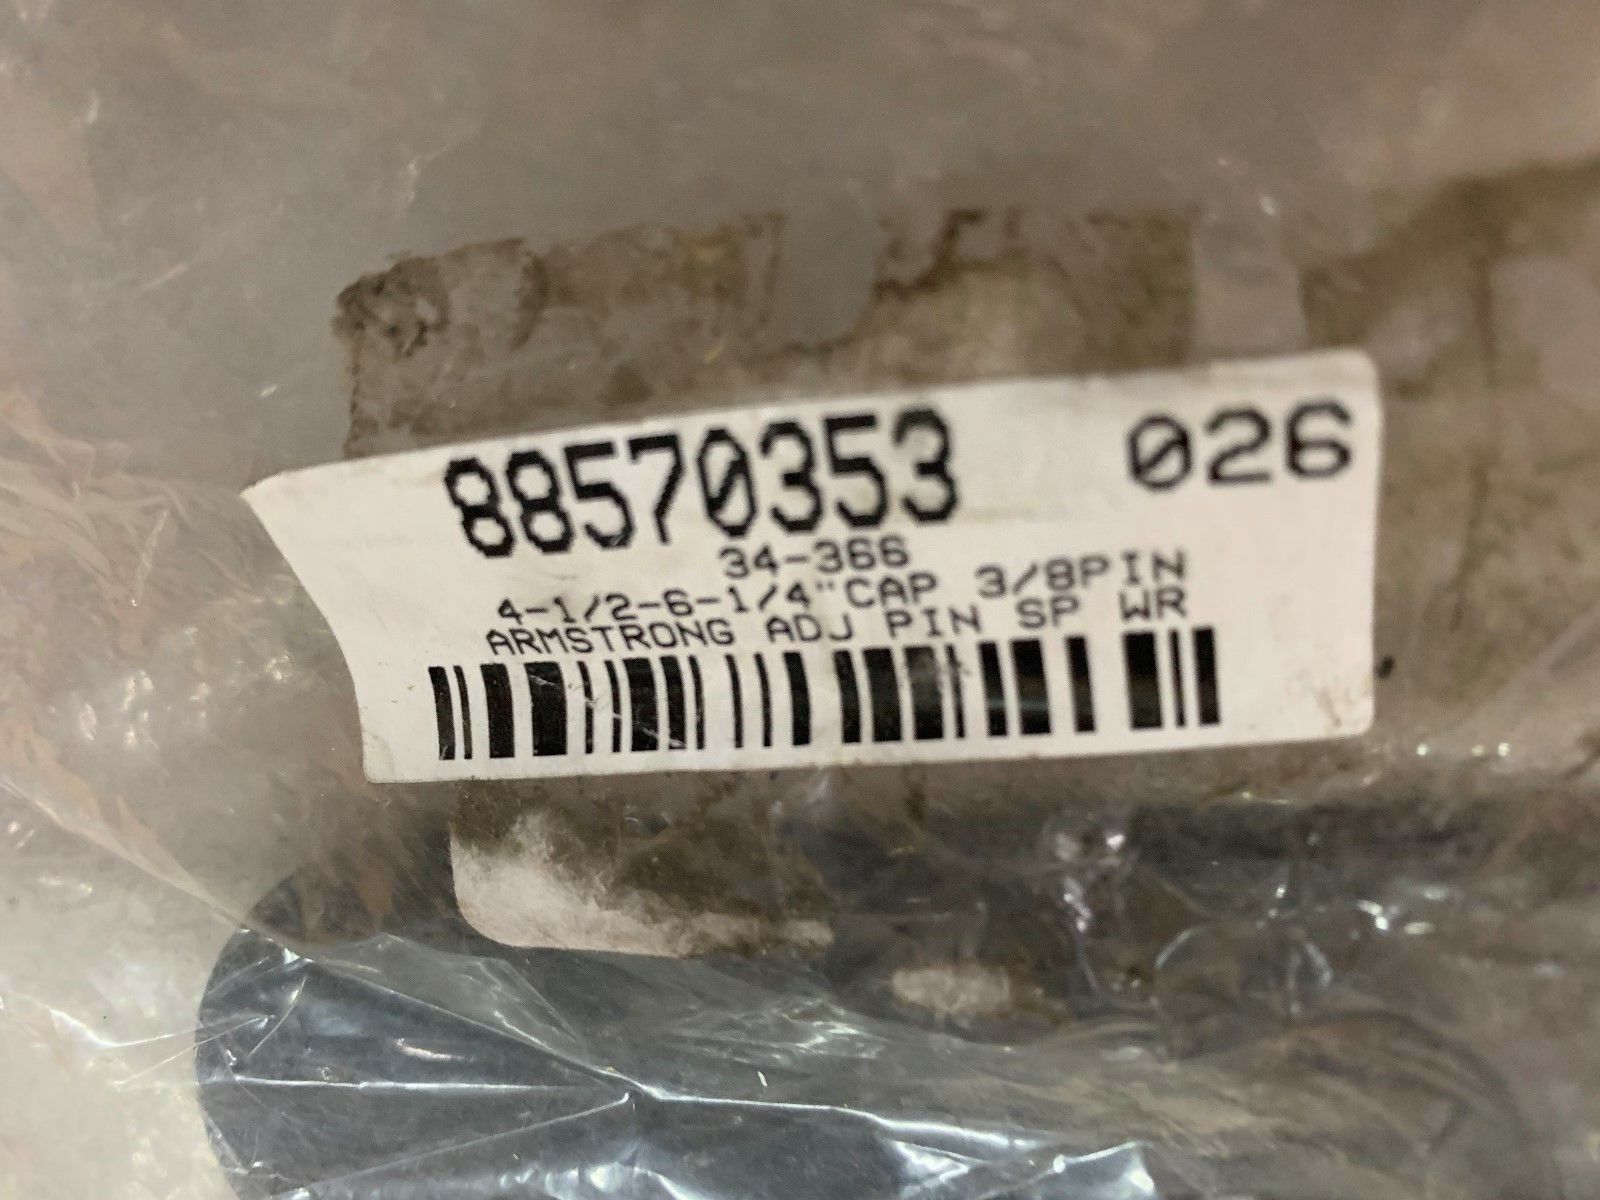 88570353 026
34-366
4-1/2-6-1/4"CAP 3/8PIN
ARMSTRONG ADJ PIN SP WR